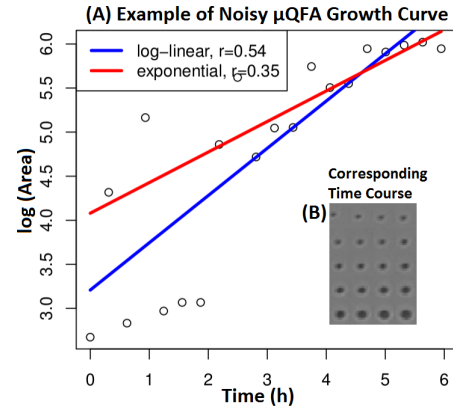 (A) Example of Noisy μQFA Growth Curve
log-linear, r=0.54
exponential, r=0.35
log (Area)
6.0
5.5
5.0
4.5
4.0
3.5
3.0
Corresponding
Time Course
(B)
0 1 2 3 4 5 6
Time (h)